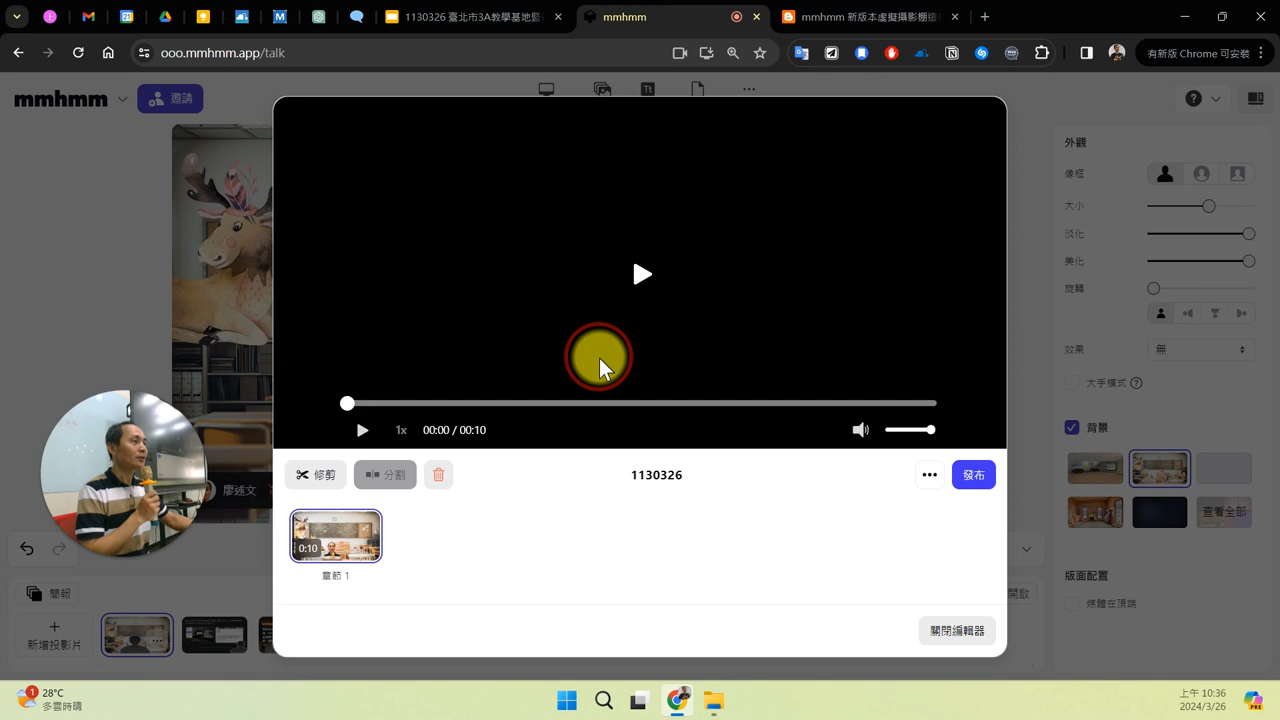 1130326 臺北市3A教學基地暨
mmhmm
mmhmm 新版本虛擬攝影棚這
ooo.mmhmm.app/talk
有新版 Chrome 可安裝
mmhmm
邀請
外觀
像框
大小
淡化
美化
旋轉
效果
無
大手模式
背景
查看全部
版面配置
媒體在頂端
1x
00:00 / 00:10
修剪
分割
1130326
發布
0:10
章節 1
關閉編輯器
廖述文
簡報
開啟
新增投影片
1
28°C
多雲時晴
上午 10:36
2024/3/26